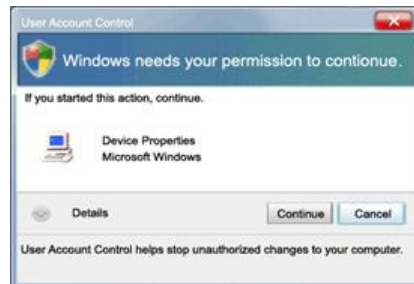 User Account Control
Windows needs your permission to contionue.
If you started this action, continue.
Device Properties
Microsoft Windows
Details
Continue
Cancel
User Account Control helps stop unauthorized changes to your computer.